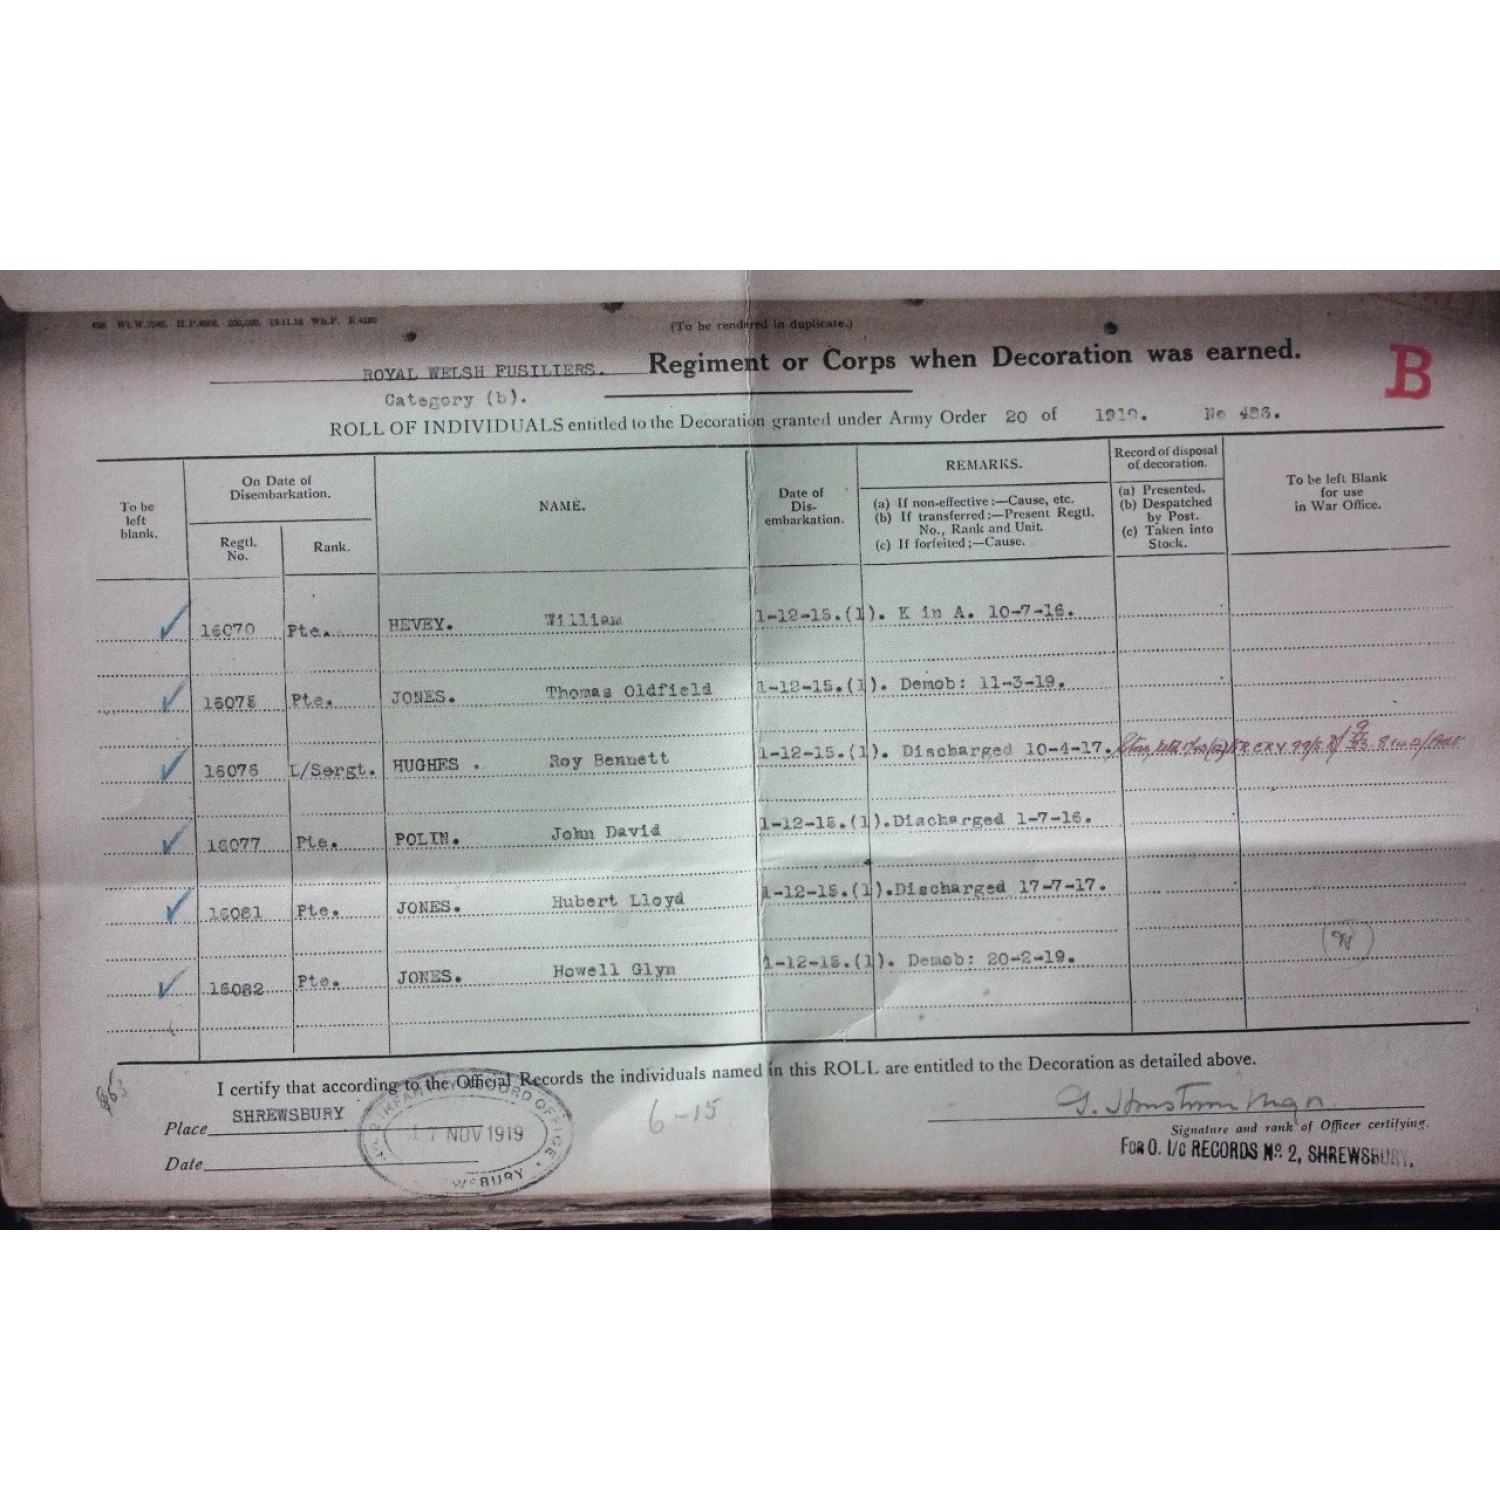 (To be rendered in duplicate.)
ROYAL WELSH FUSILIERS. Regiment or Corps when Decoration was earned.
B
Category (b).
ROLL OF INDIVIDUALS entitled to the Decoration granted under Army Order 20 of 1919. No 486.
To be left blank.
On Date of Disembarkation.
Regtl. No.
Rank.
NAME.
Date of Dis-embarkation.
REMARKS.
(a) If non-effective:—Cause, etc.
(b) If transferred:—Present Regtl. No., Rank and Unit.
(c) If forfeited:—Cause.
Record of disposal of decoration.
(a) Presented.
(b) Despatched by Post.
(c) Taken into Stock.
To be left Blank for use in War Office.
16070 Pte. HEVEY. William 1-12-15.(1). K in A. 10-7-16.
16075 Pte. JONES. Thomas Oldfield 1-12-15.(1). Demob: 11-3-19.
16076 L/Sergt. HUGHES. Roy Bennett 1-12-15.(1). Discharged 10-4-17.
16077 Pte. POLIN. John David 1-12-15.(1).Discharged 1-7-16.
16081 Pte. JONES. Hubert Lloyd 1-12-15.(1).Discharged 17-7-17.
16082 Pte. JONES. Howell Glyn 1-12-15.(1). Demob: 20-2-19.
I certify that according to the Official Records the individuals named in this ROLL are entitled to the Decoration as detailed above.
Place SHREWSBURY
17 NOV 1919
6-15
Signature and rank of Officer certifying.
Date
FOR O. I/C RECORDS No. 2, SHREWSBURY.